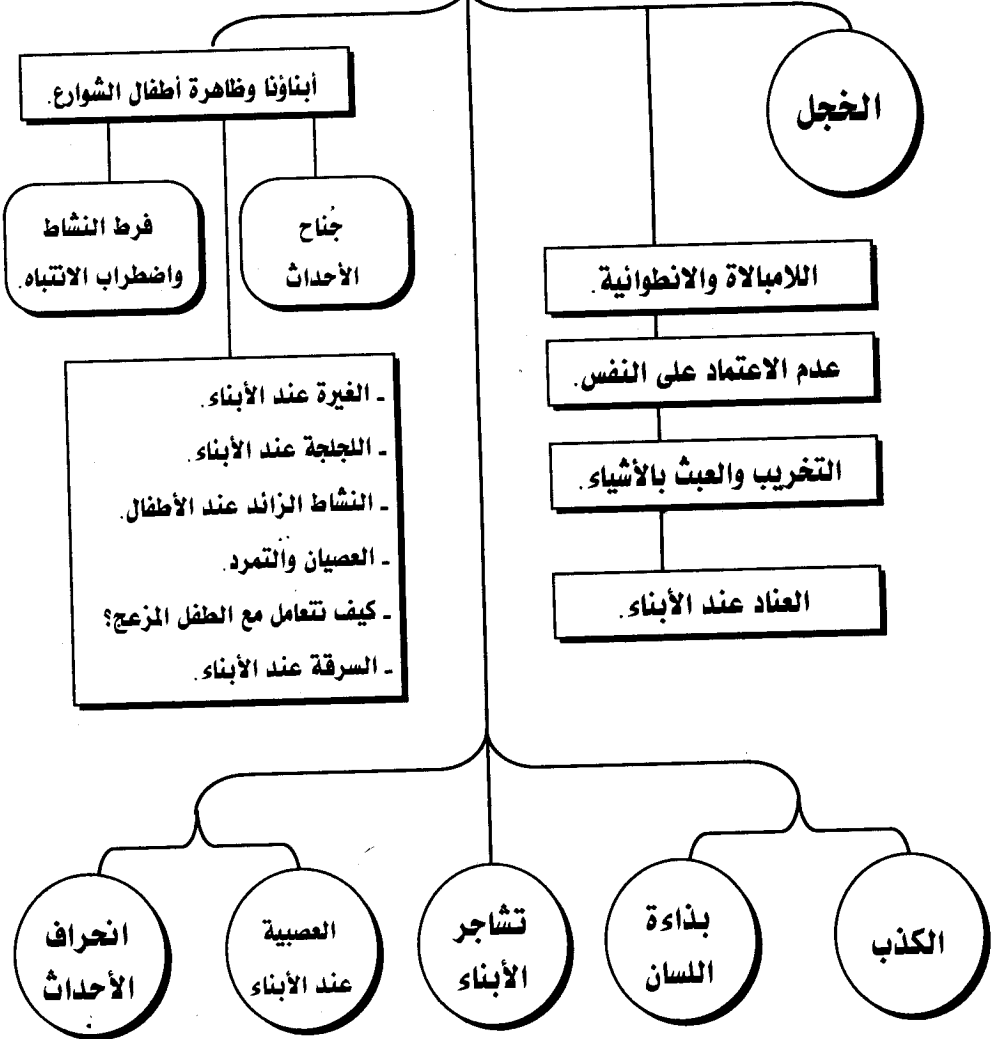 الخجل
أبناؤنا وظاهرة أطفال الشوارع.
جُناح
الأحداث
فرط النشاط
واضطراب الانتباه.
اللامبالاة والانطوائية.
عدم الاعتماد على النفس.
التخريب والعبث بالأشياء.
العناد عند الأبناء.
ـ الغيرة عند الأبناء.
ـ اللجلجة عند الأبناء.
ـ النشاط الزائد عند الأطفال.
ـ العصيان والتمرد.
ـ كيف نتعامل مع الطفل المزعج؟
ـ السرقة عند الأبناء.
الكذب
بذاءة
اللسان
تشاجر
الأبناء
العصبية
عند الأبناء
انحراف
الأحداث